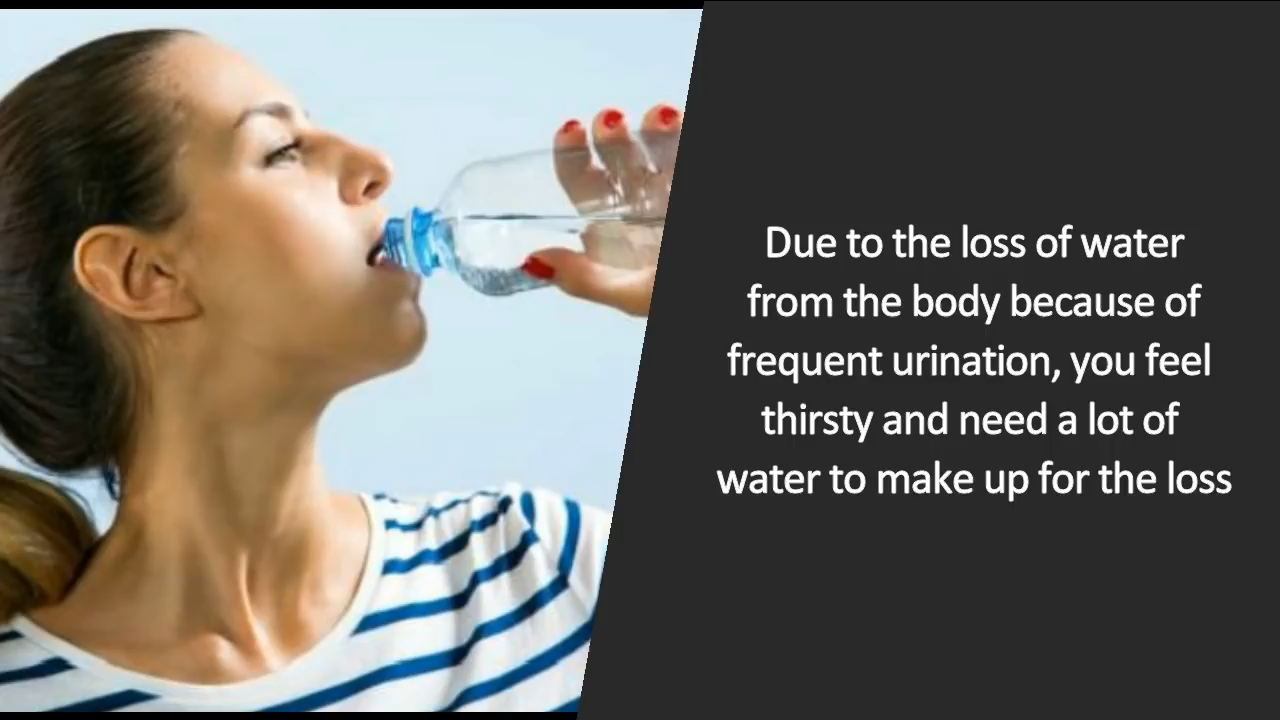 Due to the loss of water
from the body because of
frequent urination, you feel
thirsty and need a lot of
water to make up for the loss